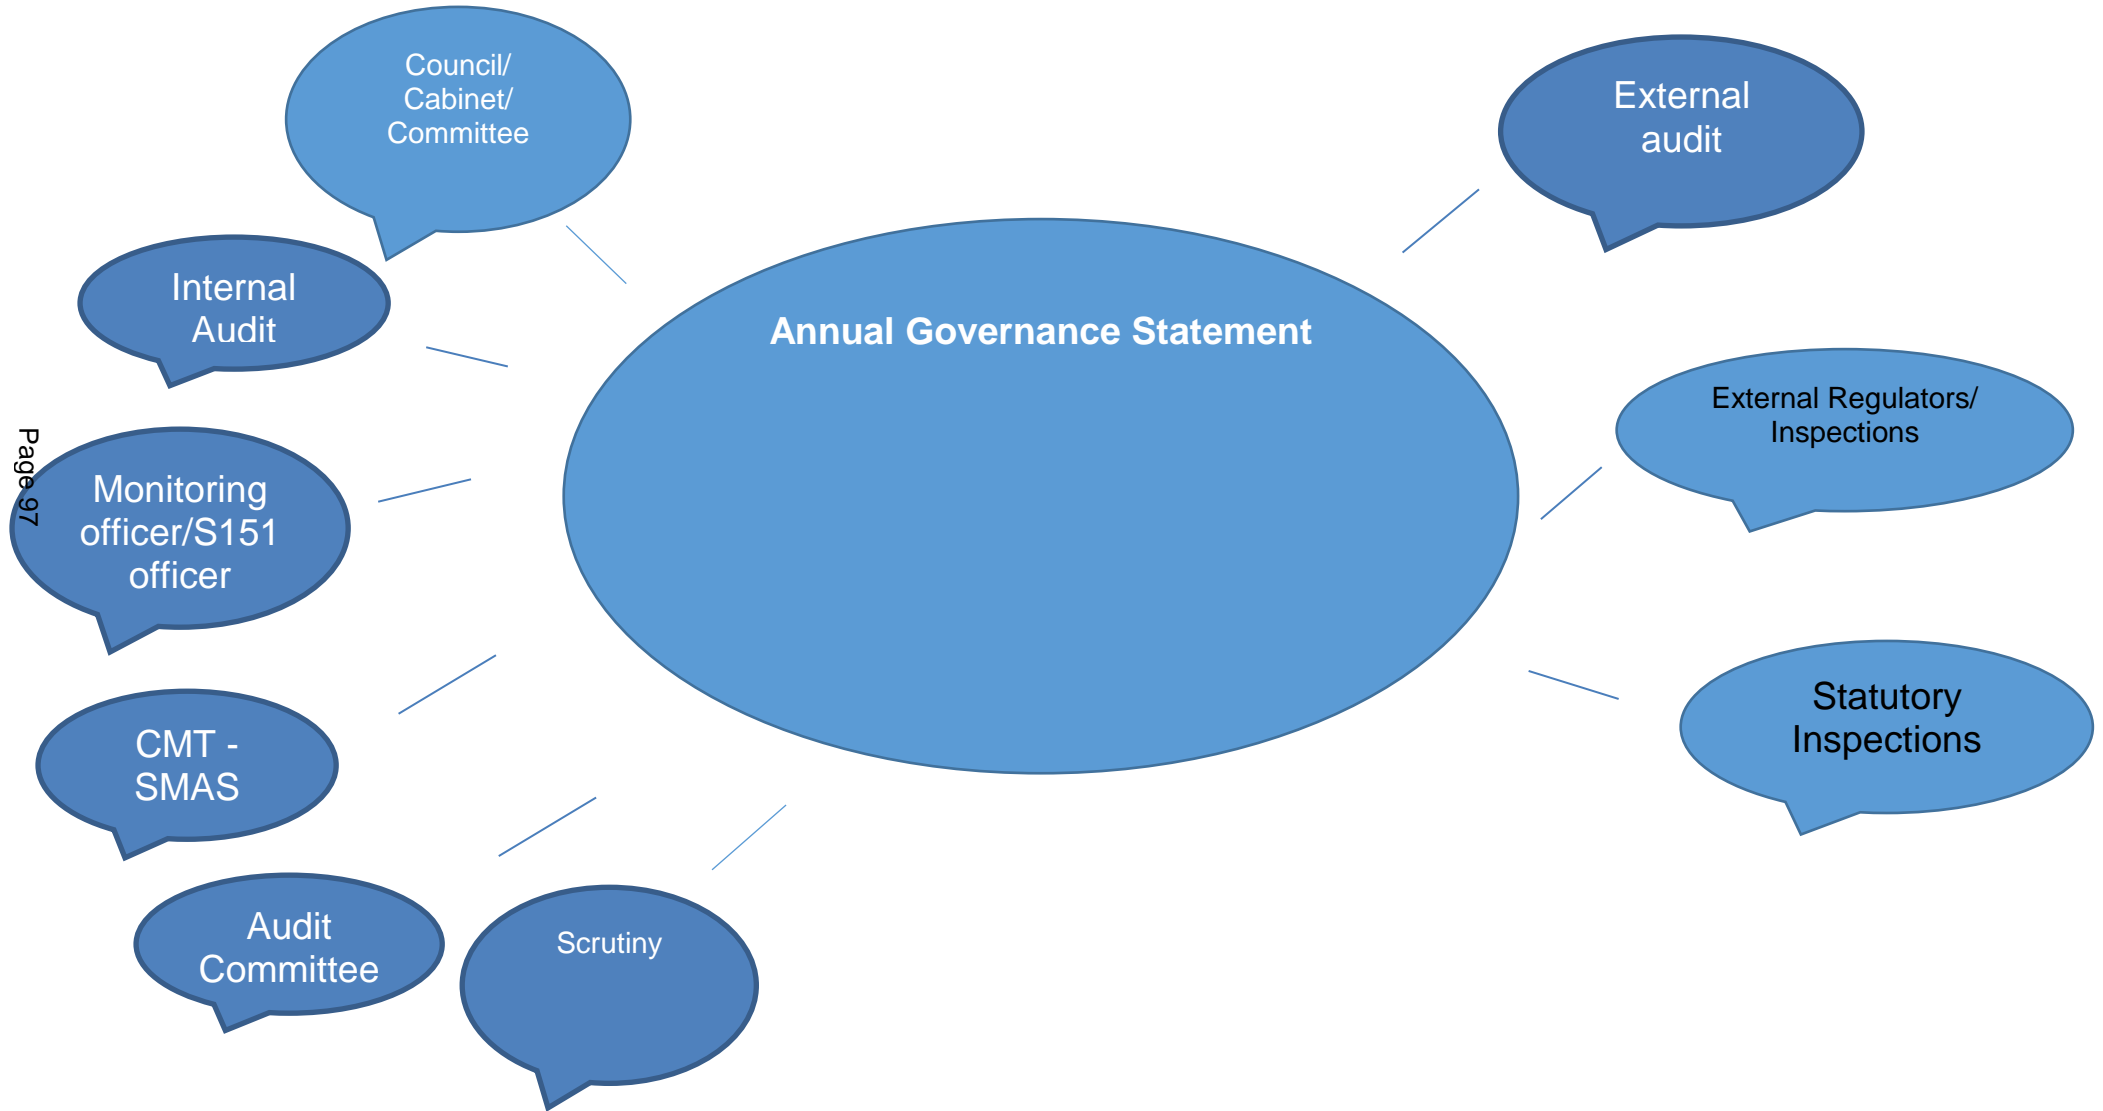 Council/
Cabinet/
Committee
External
audit
Internal
Audit
Annual Governance Statement
External Regulators/
Inspections
Page 97
Monitoring
officer/S151
officer
Statutory
Inspections
CMT -
SMAS
Audit
Committee
Scrutiny